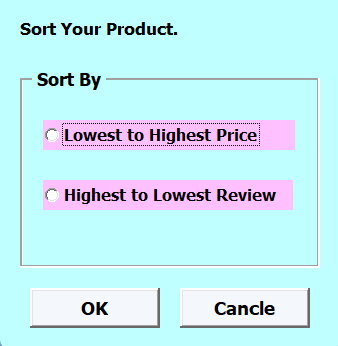 Sort Your Product.
Sort By
Lowest to Highest Price
Highest to Lowest Review
OK Cancle